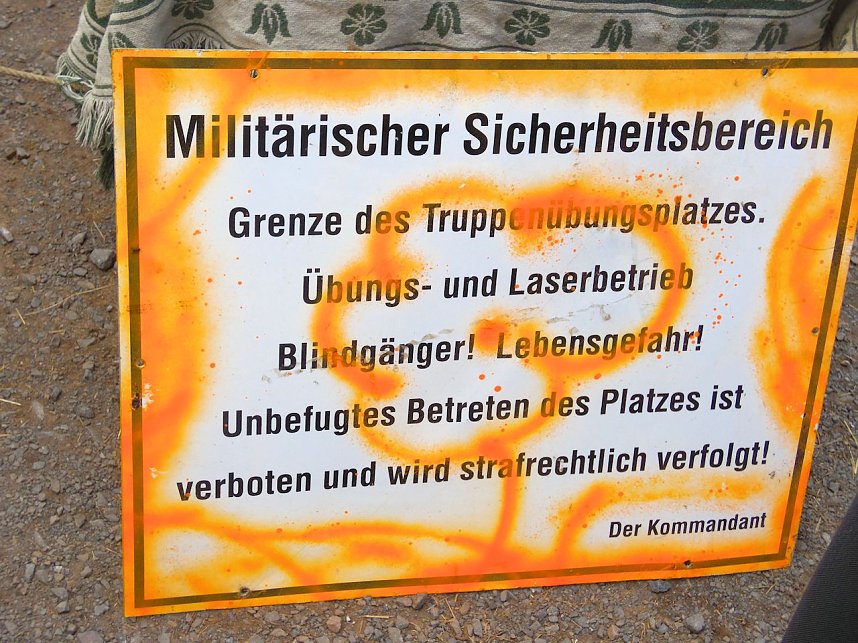 Militärischer Sicherheitsbereich
Grenze des Truppenübungsplatzes.
Übungs- und Laserbetrieb
Blindgänger! Lebensgefahr!
Unbefugtes Betreten des Platzes ist
verboten und wird strafrechtlich verfolgt!
Der Kommandant